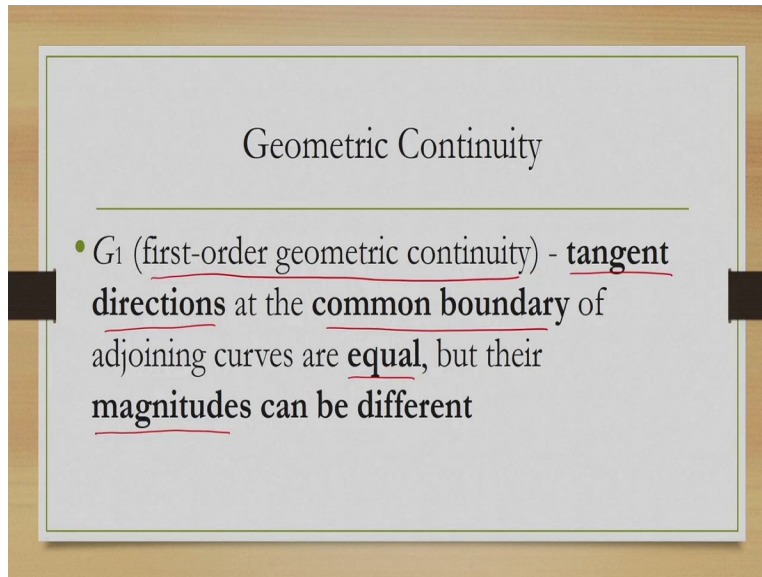 Geometric Continuity
• G1 (first-order geometric continuity) - tangent
directions at the common boundary of
adjoining curves are equal, but their
magnitudes can be different